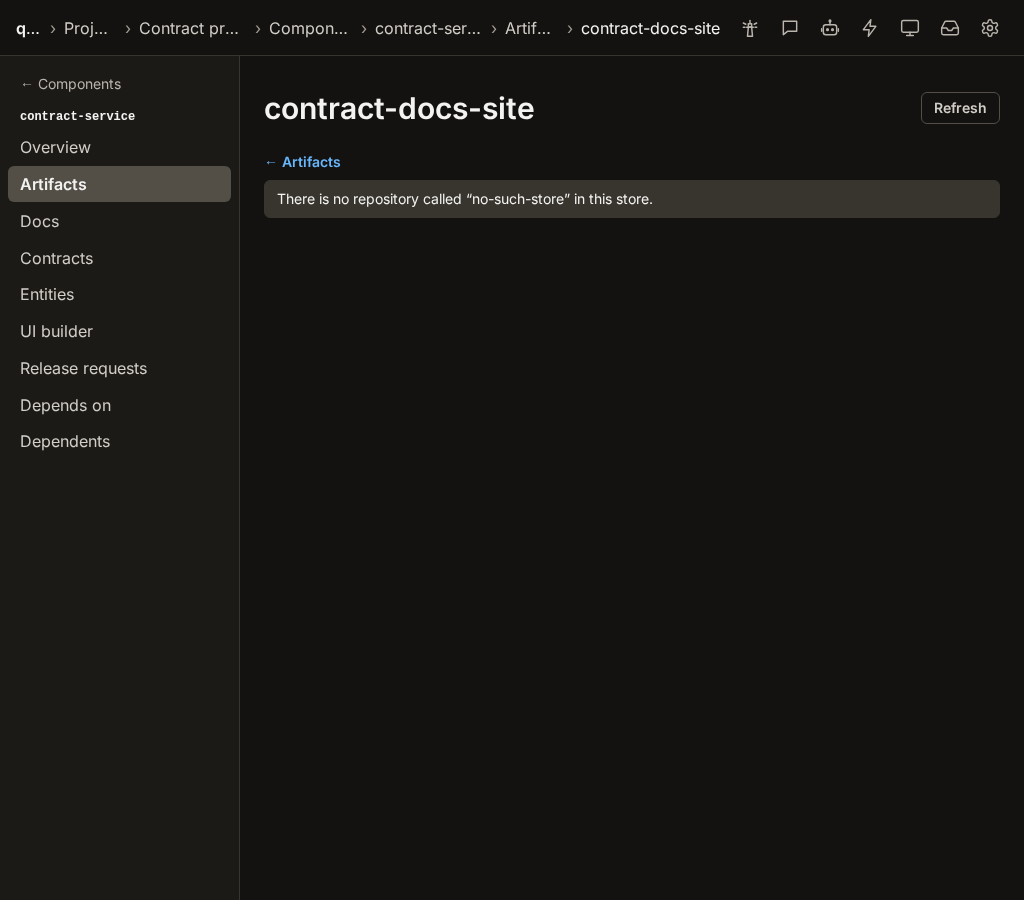 q... › Proj... › Contract pr... › Compon... › contract-ser... › Artif... › contract-docs-site
← Components
contract-service
Overview
Artifacts
Docs
Contracts
Entities
UI builder
Release requests
Depends on
Dependents
contract-docs-site
Refresh
← Artifacts
There is no repository called “no-such-store” in this store.